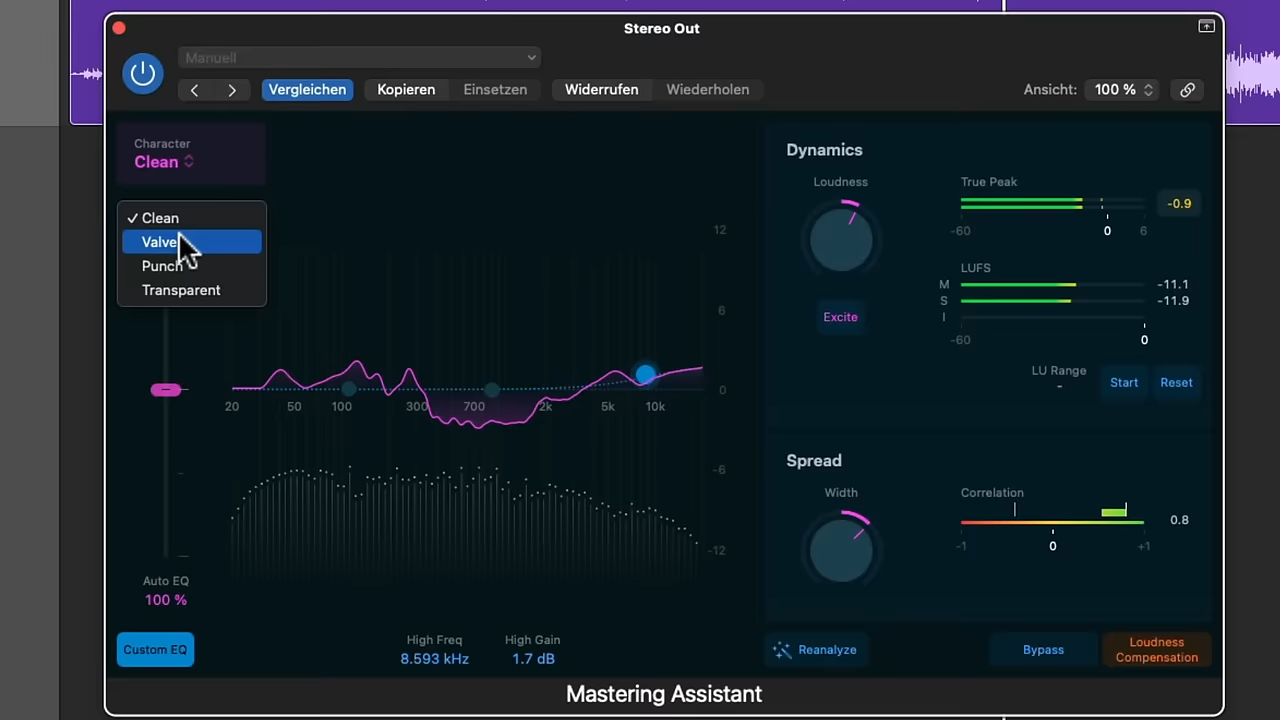 Stereo Out
Manuell
Vergleichen
Kopieren
Einsetzen
Widerrufen
Wiederholen
Ansicht:
100 %
Character
Clean
✓ Clean
Valve
Punch
Transparent
12
6
0
-6
-12
20
50
100
300
700
2k
5k
10k
Auto EQ
100 %
Custom EQ
High Freq
8.593 kHz
High Gain
1.7 dB
Dynamics
Loudness
Excite
True Peak
-0.9
-60
0
6
LUFS
M
-11.1
S
-11.9
I
-60
0
LU Range
-
Start
Reset
Spread
Width
Correlation
0.8
-1
0
+1
Reanalyze
Bypass
Loudness
Compensation
Mastering Assistant